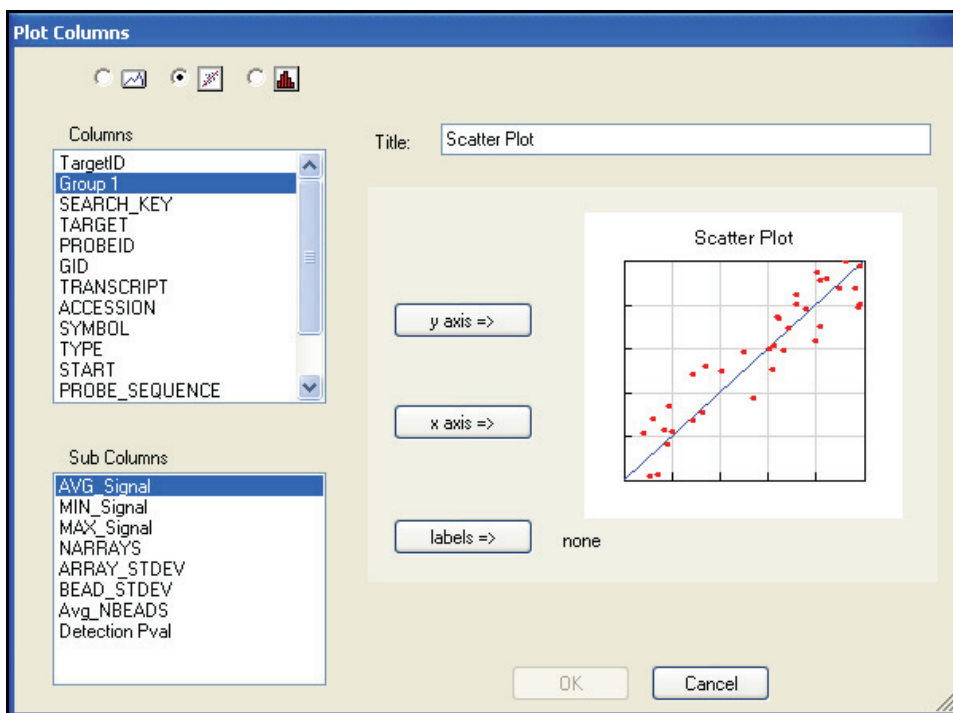 Plot Columns
Columns
TargetID
Group 1
SEARCH_KEY
TARGET
PROBEID
GID
TRANSCRIPT
ACCESSION
SYMBOL
TYPE
START
PROBE_SEQUENCE
Sub Columns
AVG_Signal
MIN_Signal
MAX_Signal
NARRAYS
ARRAY_STDEV
BEAD_STDEV
Avg_NBEADS
Detection Pval
Title: Scatter Plot
Scatter Plot
y axis =>
x axis =>
labels => none
OK Cancel